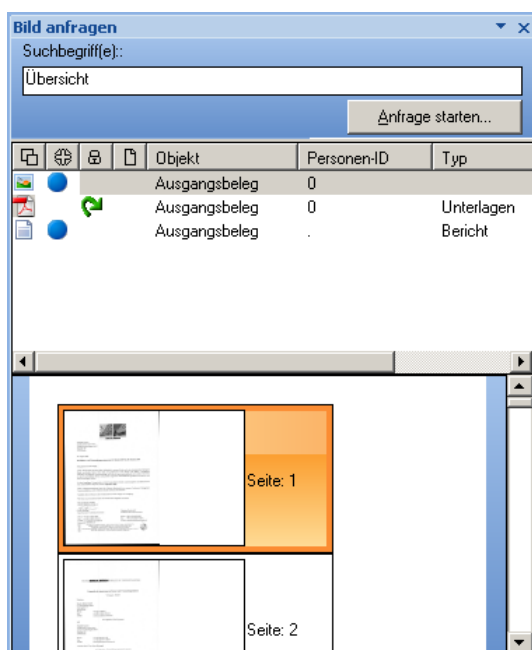 Bild anfragen
Suchbegriff(e)::
Übersicht
Anfrage starten...
Objekt Personen-ID Typ
Ausgangsbeleg 0
Ausgangsbeleg 0 Unterlagen
Ausgangsbeleg . Bericht
Seite: 1
Seite: 2